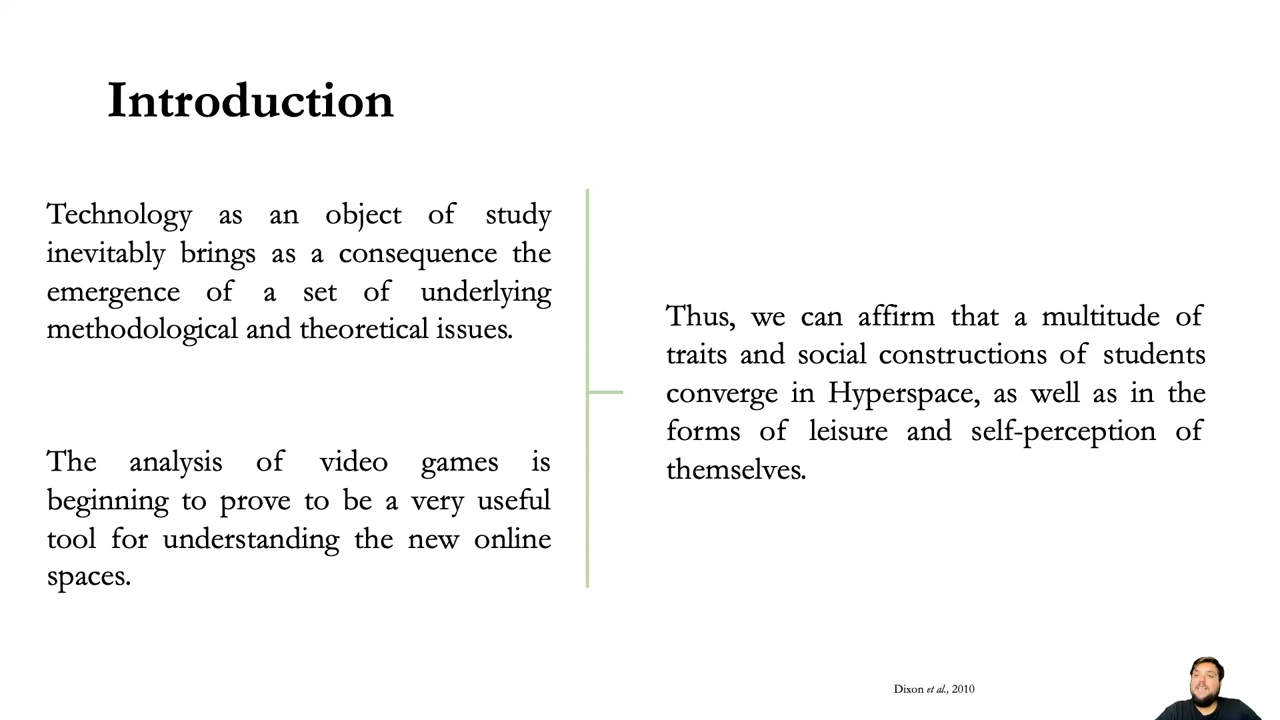 Introduction
Technology as an object of study
inevitably brings as a consequence the
emergence of a set of underlying
methodological and theoretical issues.
The analysis of video games is
beginning to prove to be a very useful
tool for understanding the new online
spaces.
Thus, we can affirm that a multitude of
traits and social constructions of students
converge in Hyperspace, as well as in the
forms of leisure and self-perception of
themselves.
Dixon et al., 2010